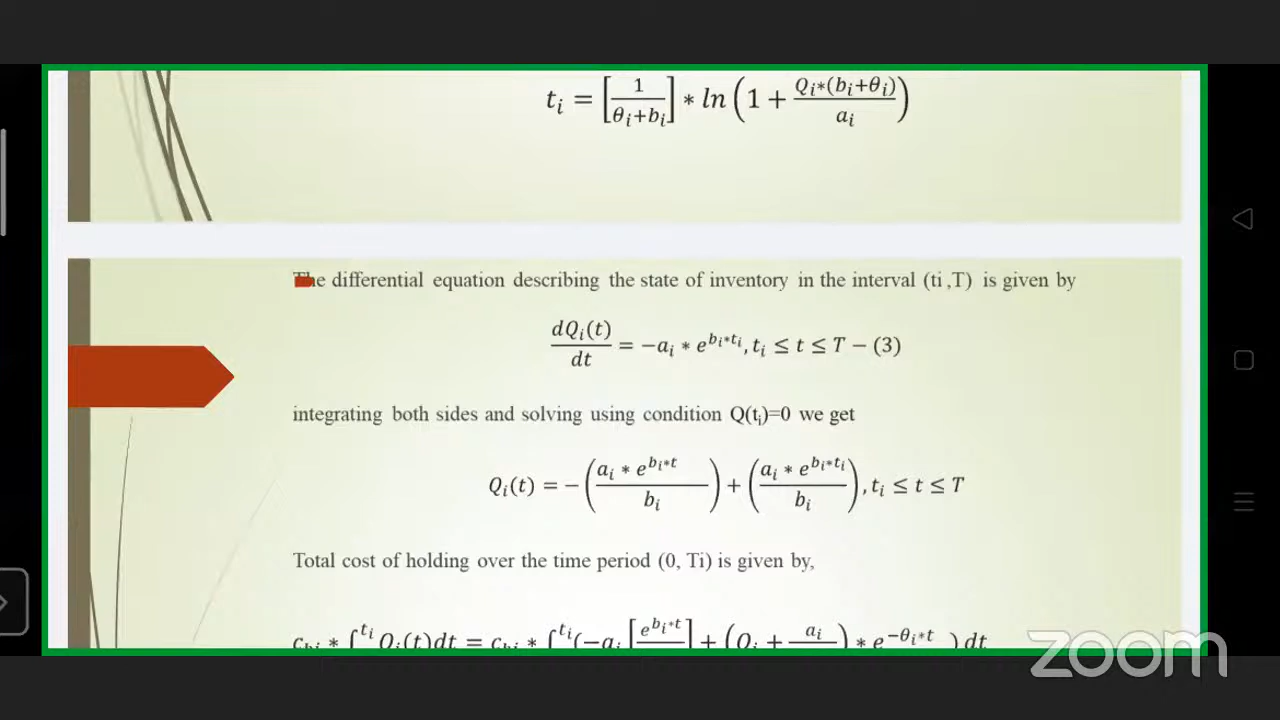 t_i = [1/(θ_i+b_i)] * ln (1 + Q_i*(b_i+θ_i)/a_i)
The differential equation describing the state of inventory in the interval (ti ,T) is given by
dQ_i(t)/dt = −a_i * e^{b_i*t_i}, t_i ≤ t ≤ T − (3)
integrating both sides and solving using condition Q(t_i)=0 we get
Q_i(t) = −(a_i * e^{b_i*t}/b_i) + (a_i * e^{b_i*t_i}/b_i), t_i ≤ t ≤ T
Total cost of holding over the time period (0, Ti) is given by,
zoom